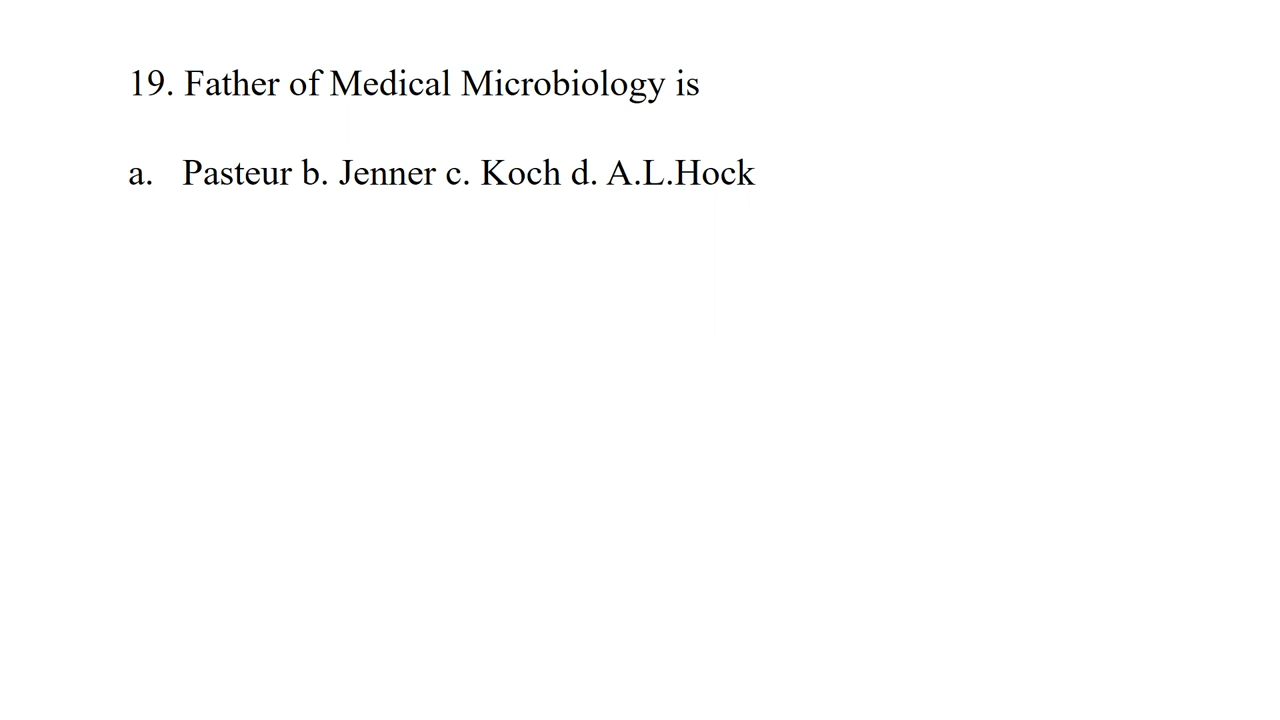 19. Father of Medical Microbiology is
a. Pasteur b. Jenner c. Koch d. A.L.Hock